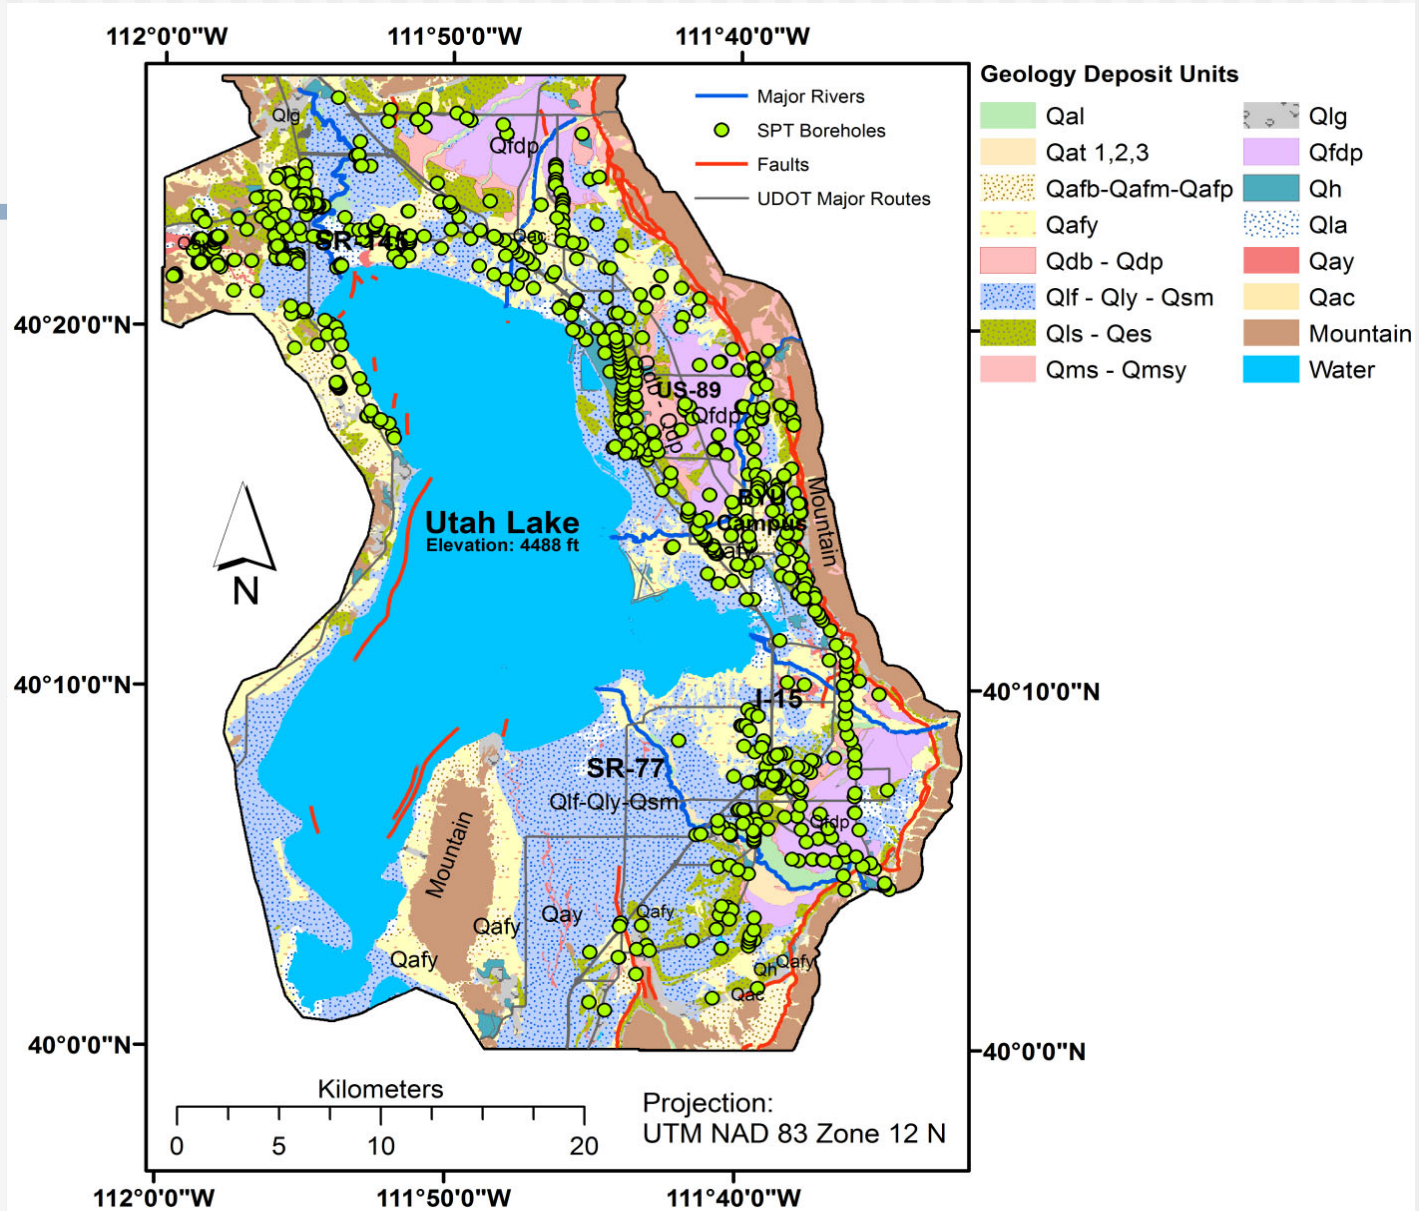 112°0'0"W
111°50'0"W
111°40'0"W
Geology Deposit Units
Major Rivers
SPT Boreholes
Faults
UDOT Major Routes
Qal
Qat 1,2,3
Qafb-Qafm-Qafp
Qafy
Qdb - Qdp
Qlf - Qly - Qsm
Qls - Qes
Qms - Qmsy
Qlg
Qfdp
Qh
Qla
Qay
Qac
Mountain
Water
Qlg
Qfdp
SR-145
Qac
40°20'0"N
Qdb - Qdp
US-89
Qfdp
BYU
Campus
Mountain
Utah Lake
Elevation: 4488 ft
N
40°10'0"N
40°10'0"N
I-15
SR-77
Qlf-Qly-Qsm
Qfdp
Mountain
Qafy
Qay
Qafy
Qafy
Qh
Qafy
Qac
40°0'0"N
40°0'0"N
Kilometers
0
5
10
20
Projection:
UTM NAD 83 Zone 12 N
112°0'0"W
111°50'0"W
111°40'0"W